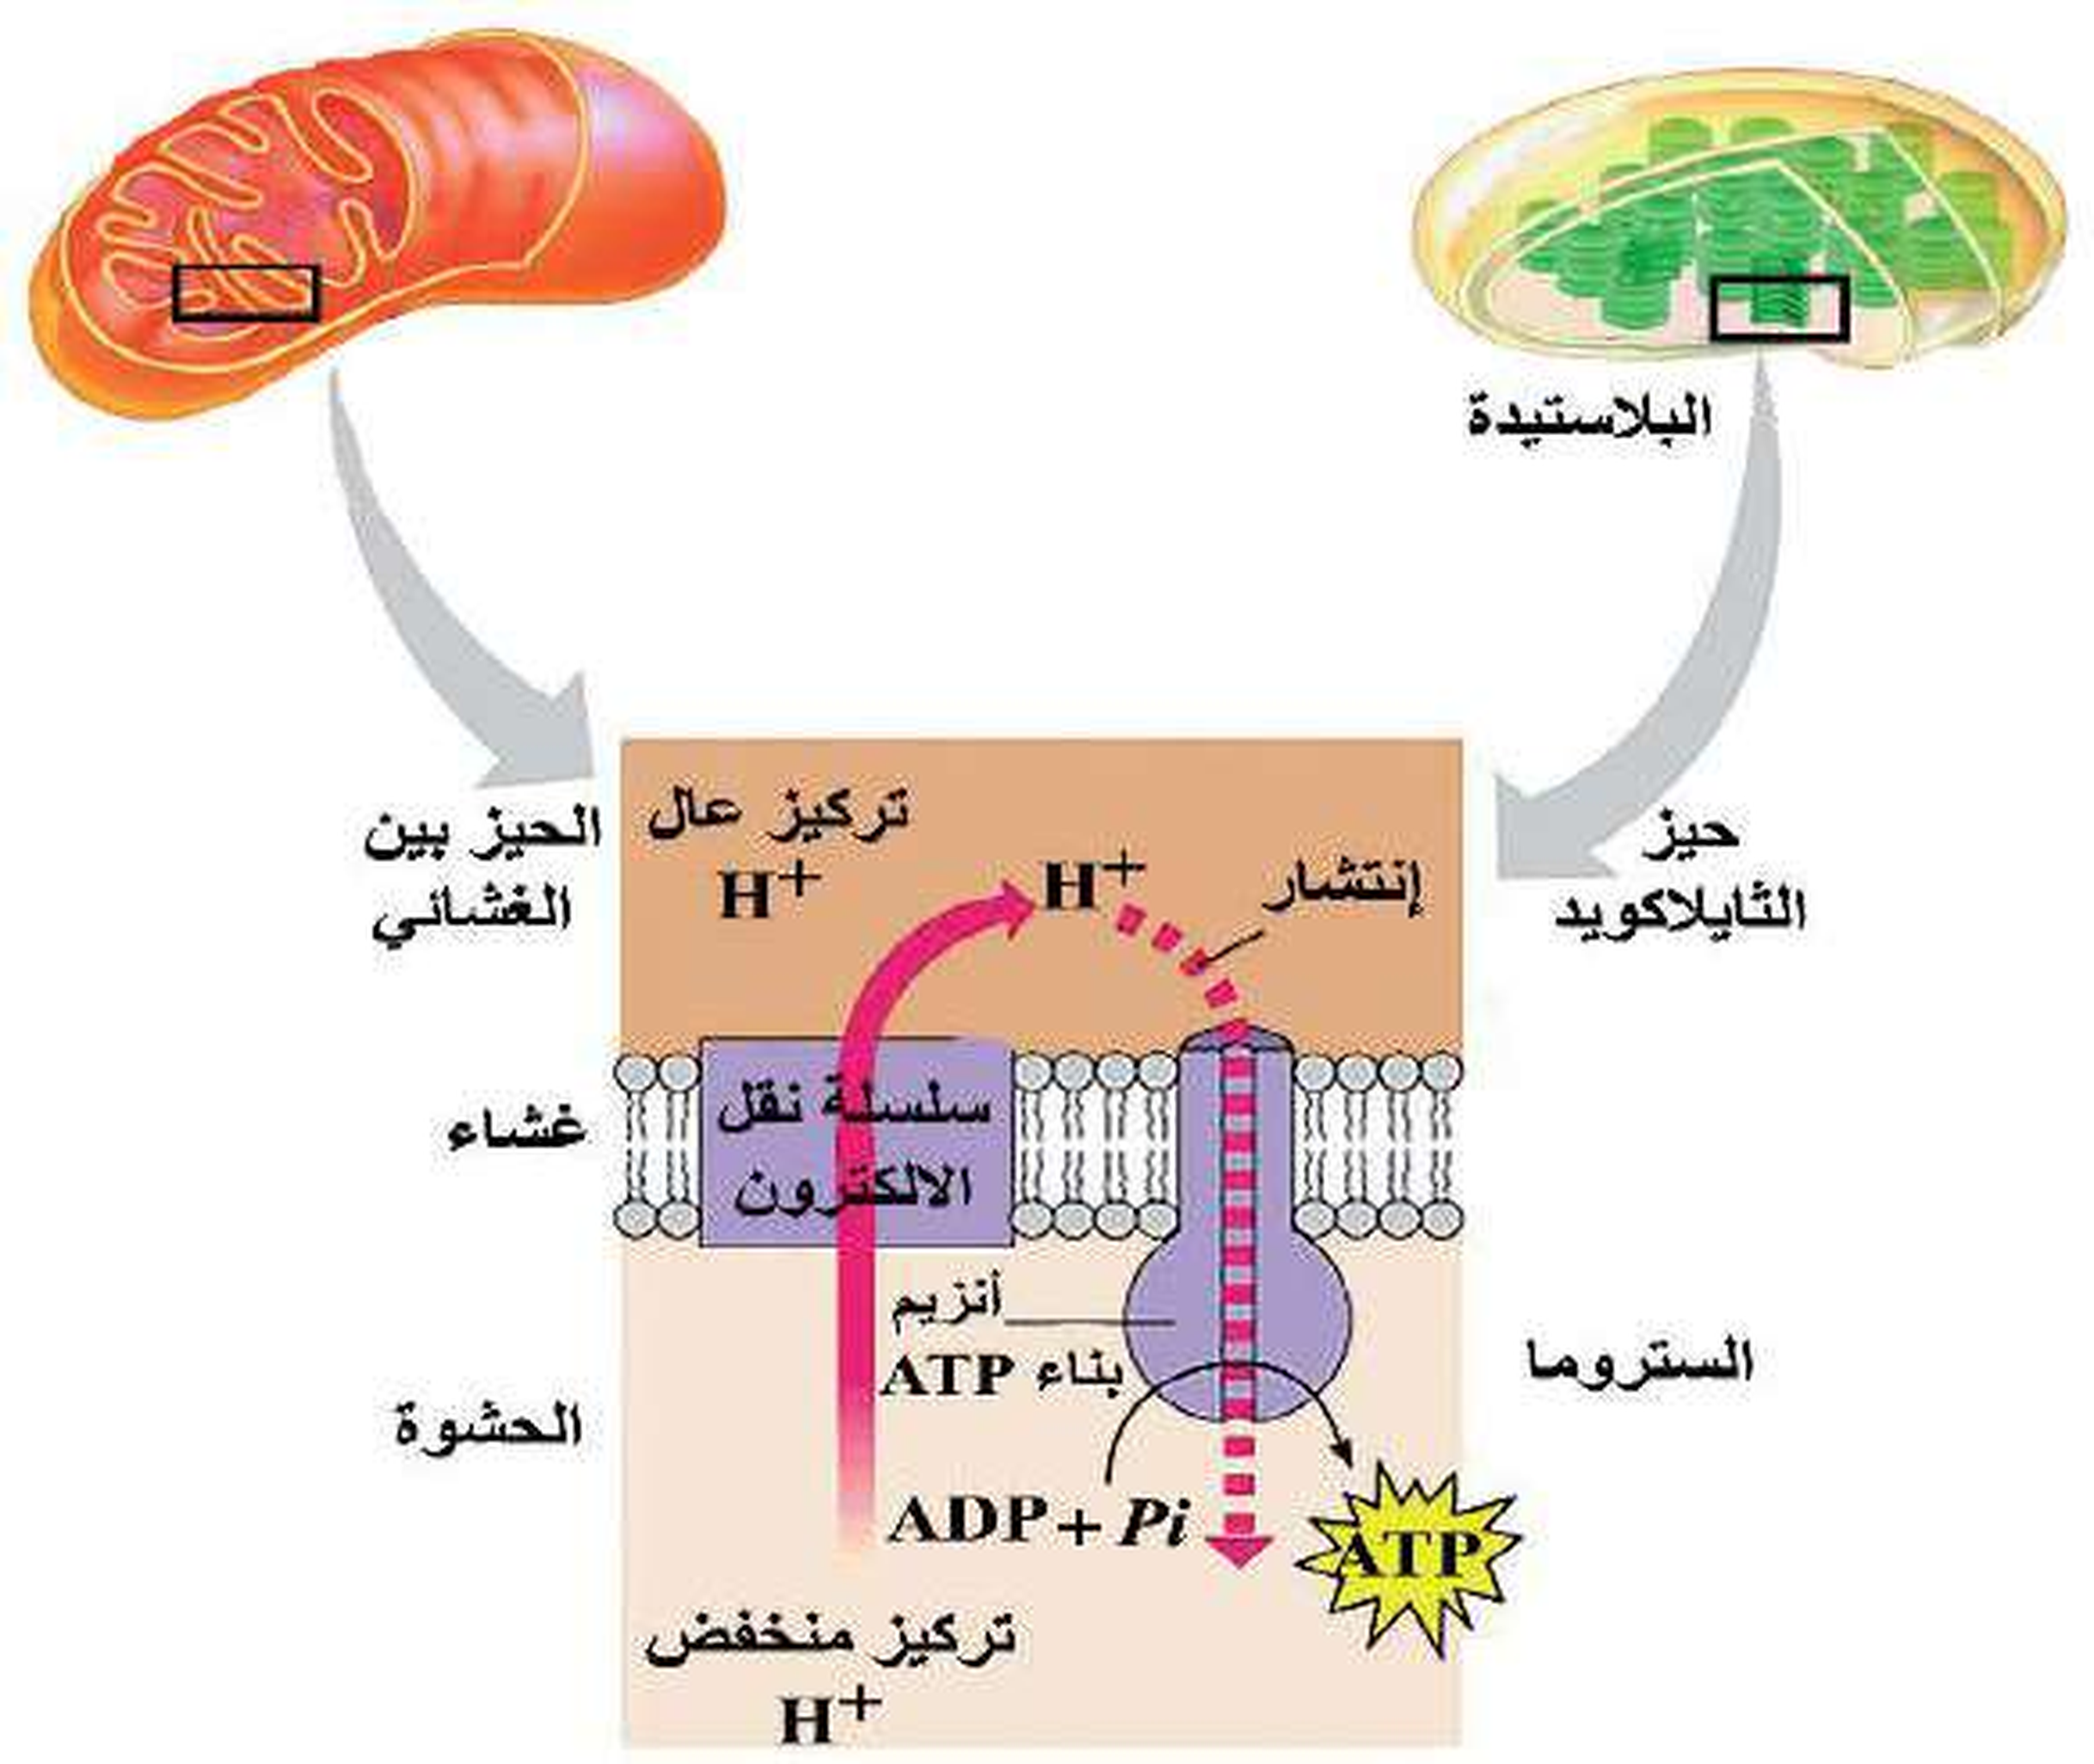 البلاستيدة
الحيز بين
الغشائي
تركيز عال
H⁺
H⁺
إنتشار
حيز
الثايلاكويد
غشاء
سلسلة نقل
الالكترون
أنزيم
بناء ATP
الستروما
الحشوة
ADP + Pi
ATP
تركيز منخفض
H⁺